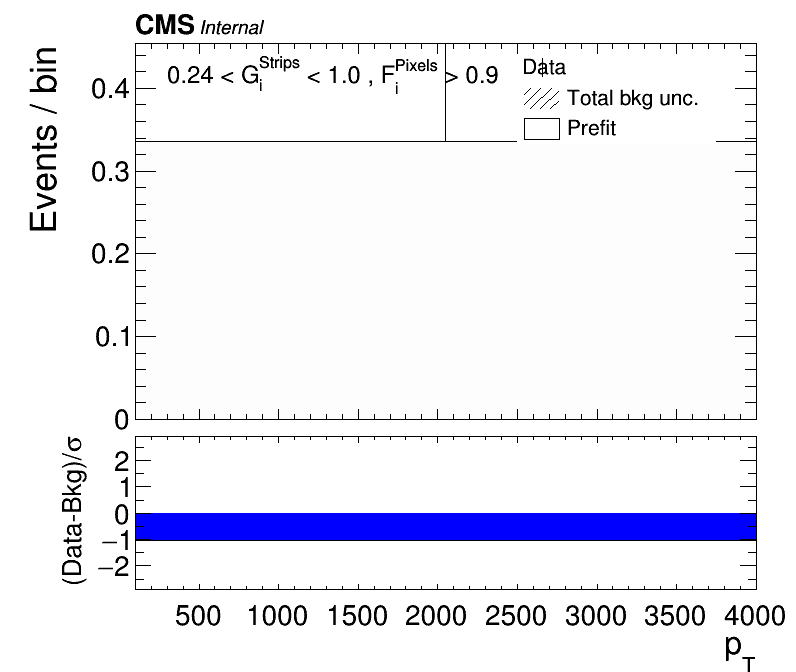 CMS Internal
Events / bin
0.24 < G_i^Strips < 1.0 , F_i^Pixels > 0.9
Data
Total bkg unc.
Prefit
0.4
0.3
0.2
0.1
0
(Data-Bkg)/σ
2
1
0
−1
−2
500 1000 1500 2000 2500 3000 3500 4000
p_T